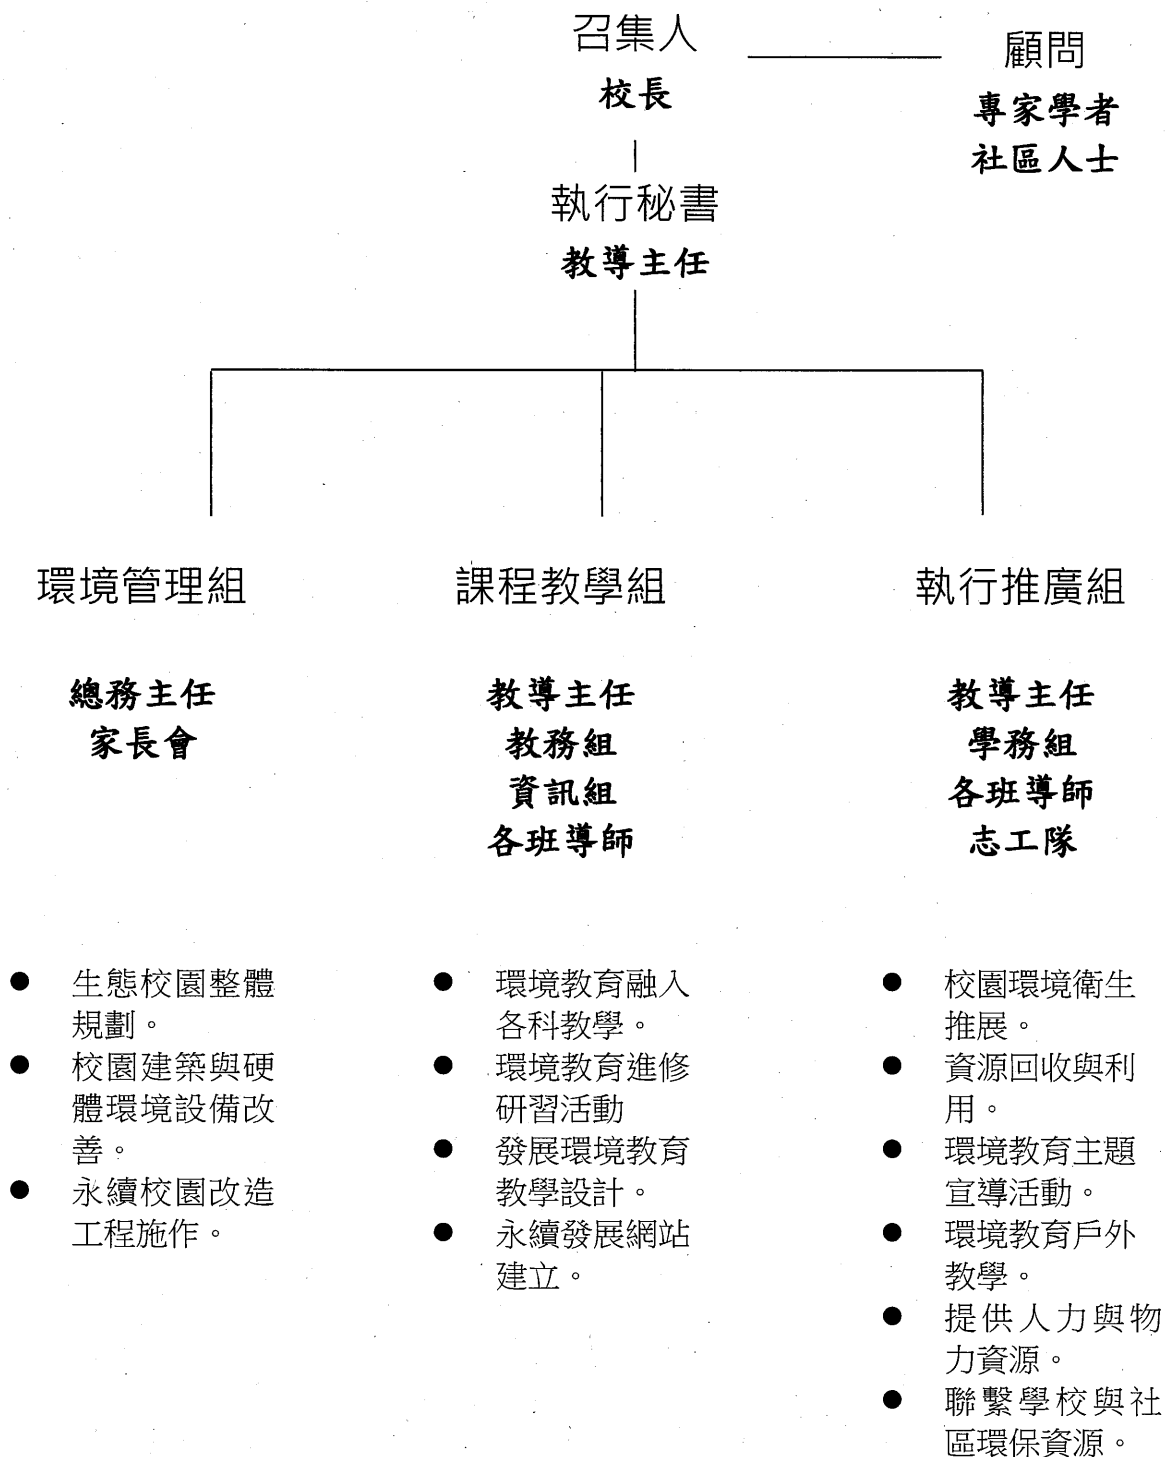 召集人
校長
顧問
專家學者
社區人士
執行秘書
教導主任
環境管理組
總務主任
家長會
● 生態校園整體
規劃。
● 校園建築與硬
體環境設備改
善。
● 永續校園改造
工程施作。
課程教學組
教導主任
教務組
資訊組
各班導師
● 環境教育融入
各科教學。
● 環境教育進修
研習活動
● 發展環境教育
教學設計。
● 永續發展網站
建立。
執行推廣組
教導主任
學務組
各班導師
志工隊
● 校園環境衛生
推展。
● 資源回收與利
用。
● 環境教育主題
宣導活動。
● 環境教育戶外
教學。
● 提供人力與物
力資源。
● 聯繫學校與社
區環保資源。